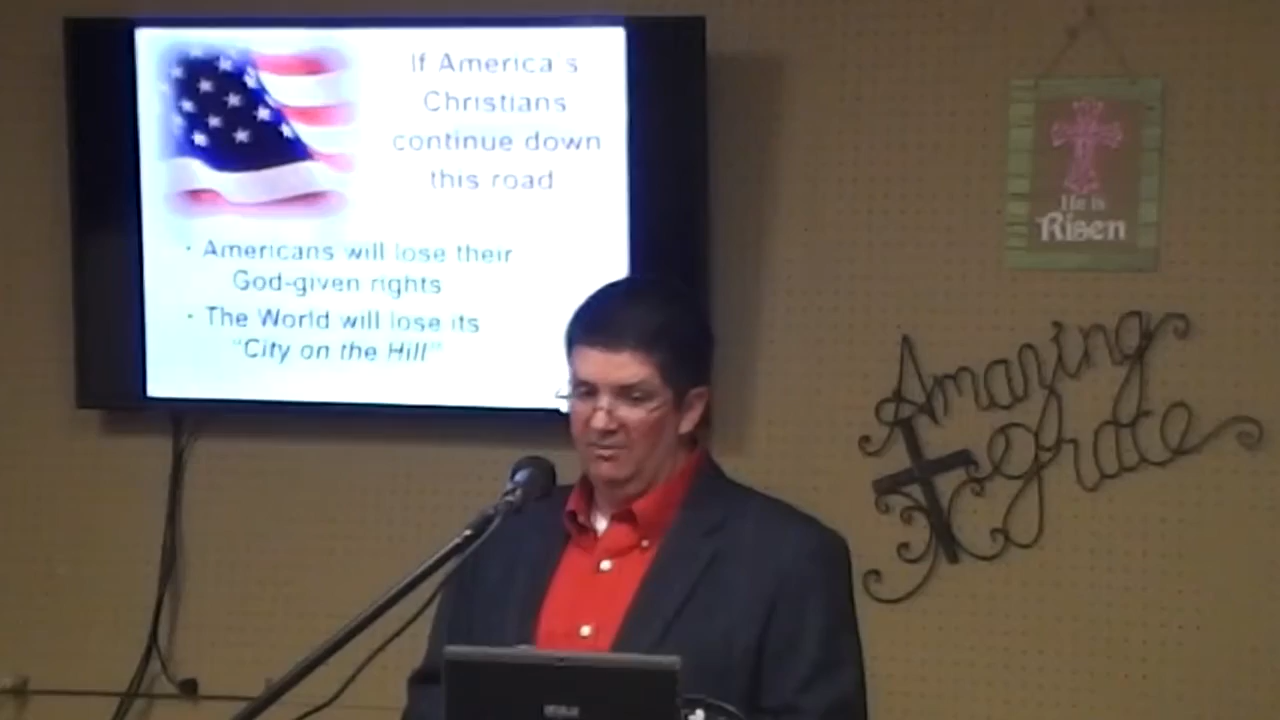 If America s
Christians
continue down
this road
· Americans will lose their
God-given rights
· The World will lose its
"City on the Hill"
He is
Risen
Amazing
Grace